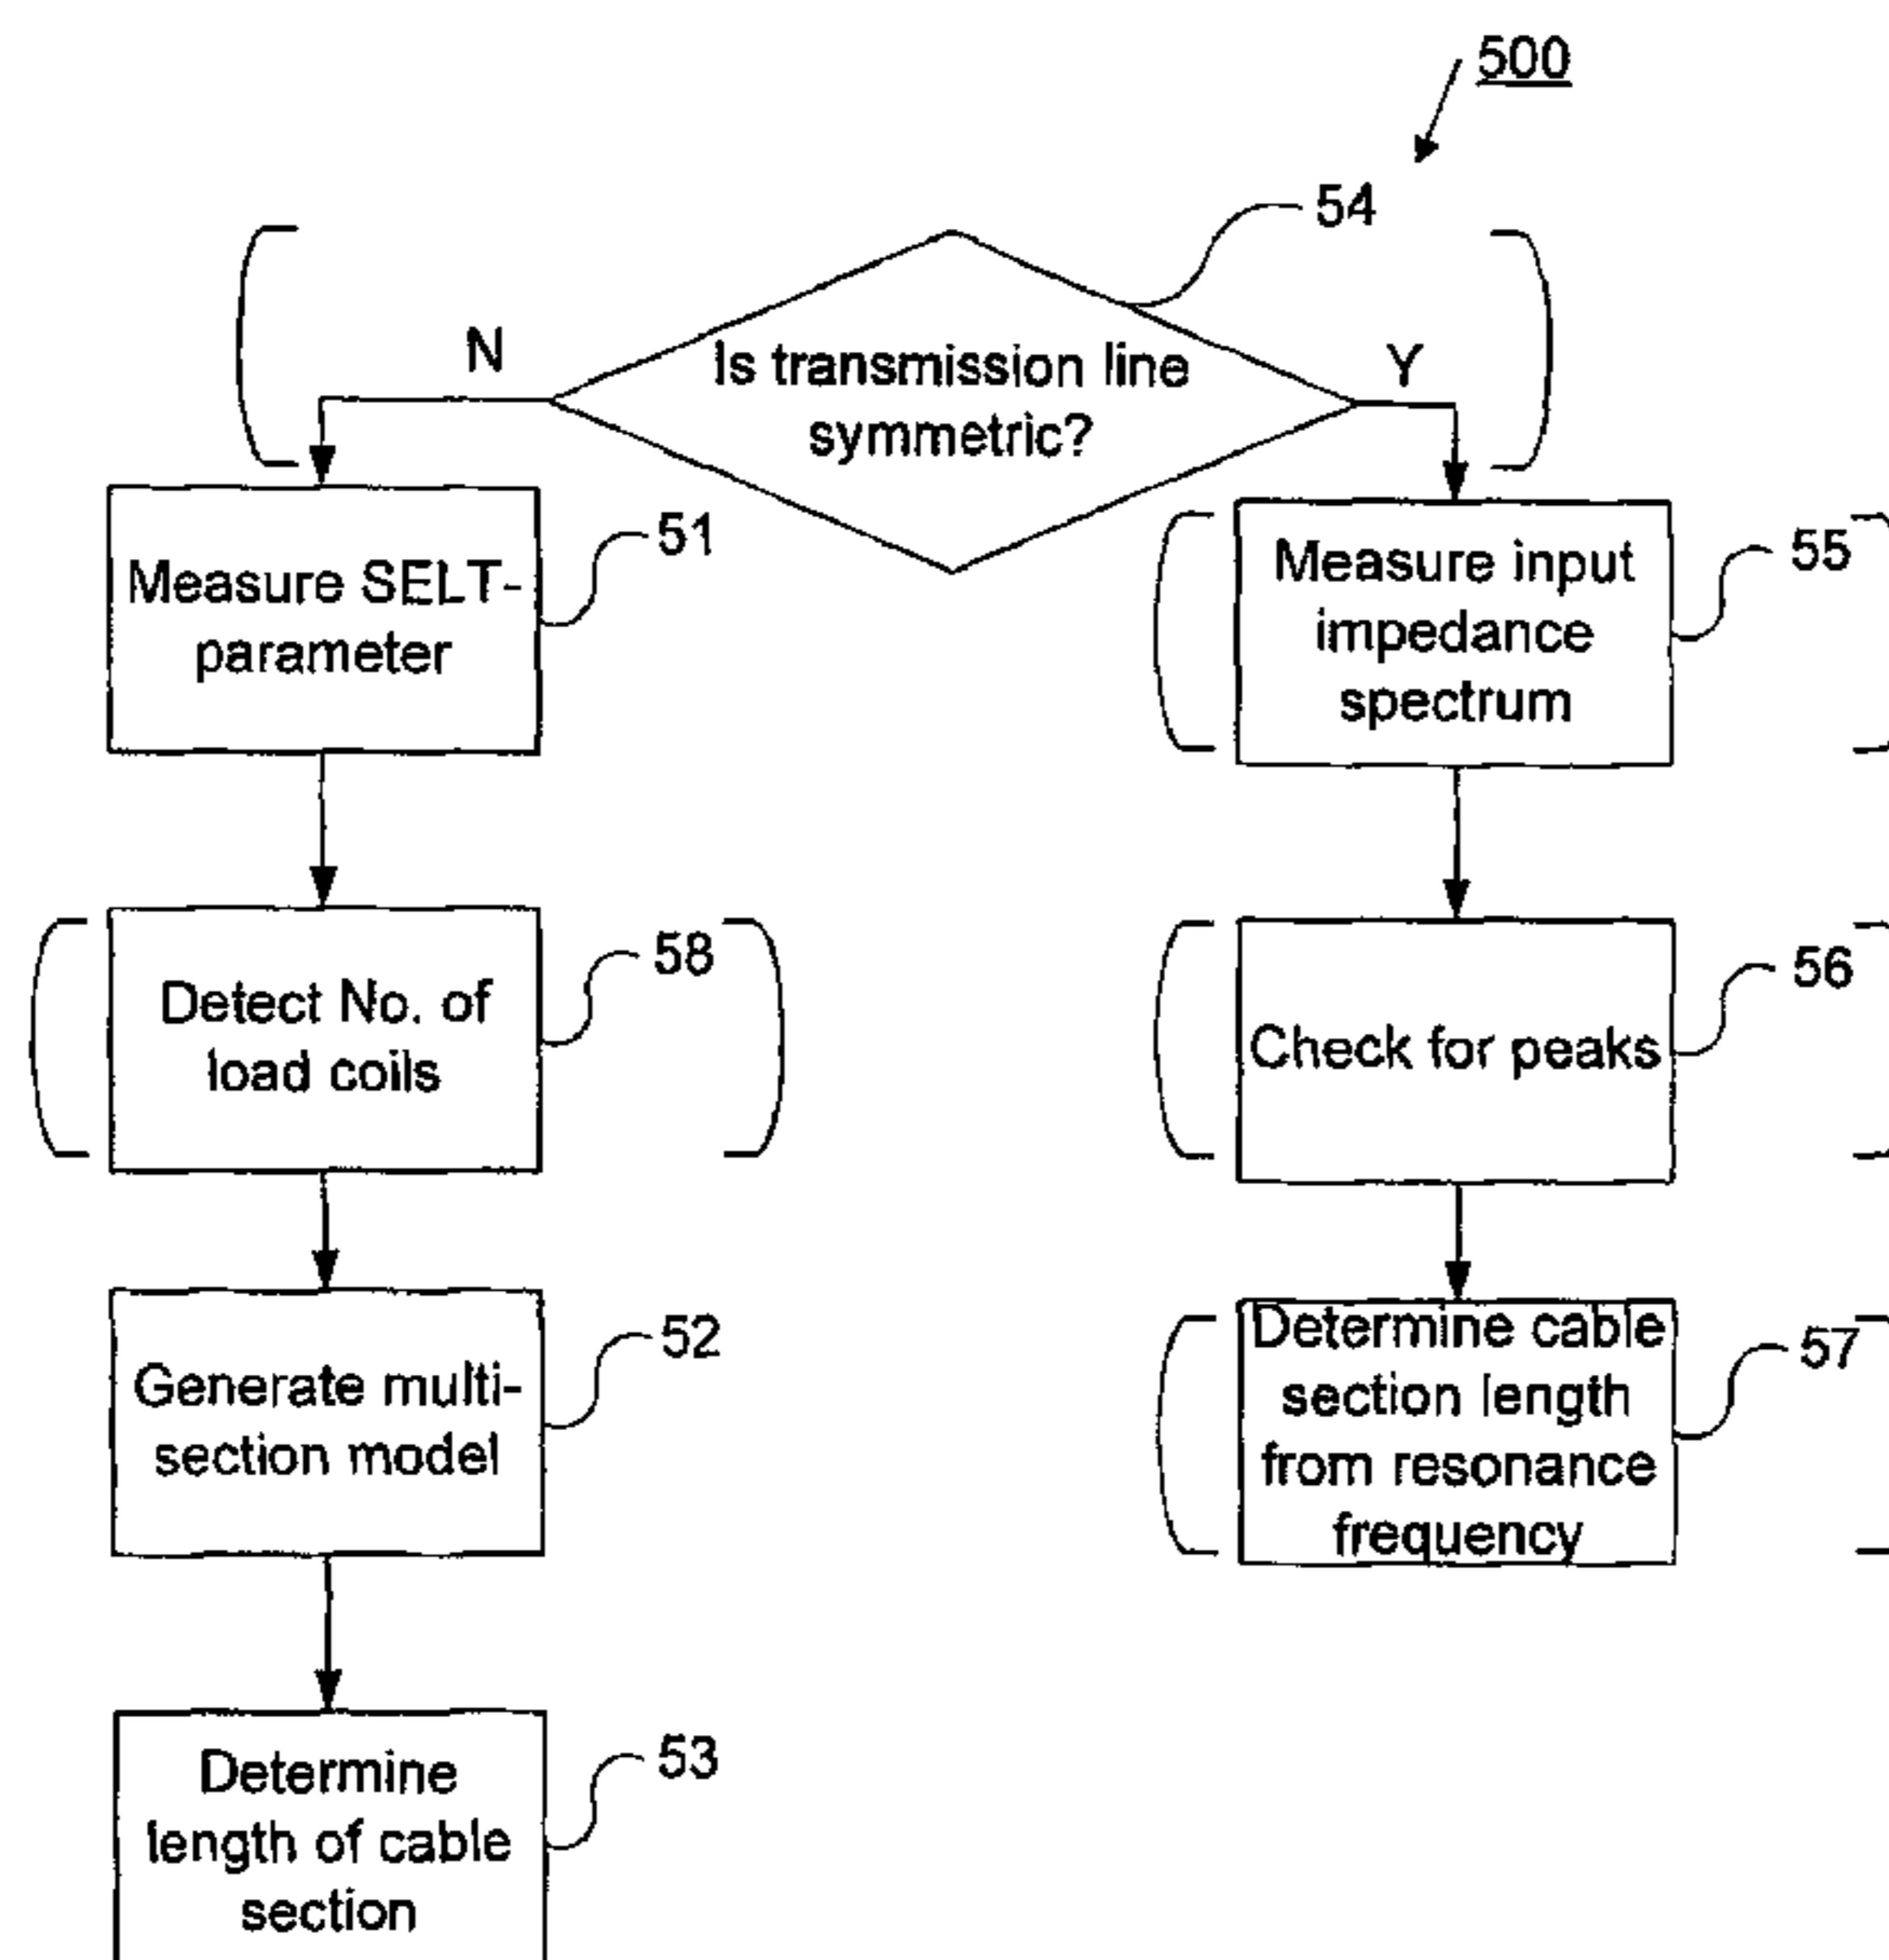 500
54
N
Is transmission line
symmetric?
Y
Measure SELT-
parameter
51
Measure input
impedance
spectrum
55
Detect No. of
load coils
58
Check for peaks
56
Generate multi-
section model
52
Determine cable
section length
from resonance
frequency
57
Determine
length of cable
section
53